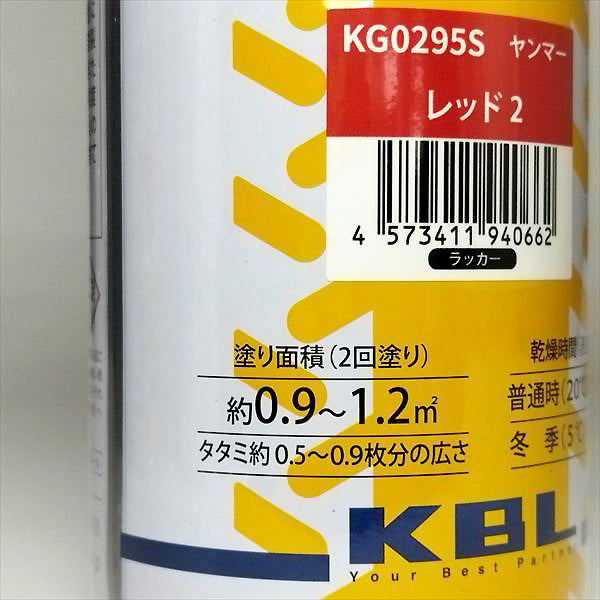 KG0295S ヤンマー
レッド 2
4 573411 940662
ラッカー
塗り面積(2回塗り)
約0.9〜1.2㎡
タタミ約 0.5〜0.9枚分の広さ
乾燥時間
普通時(20℃
冬 季(5℃
KBL
Your Best Partn